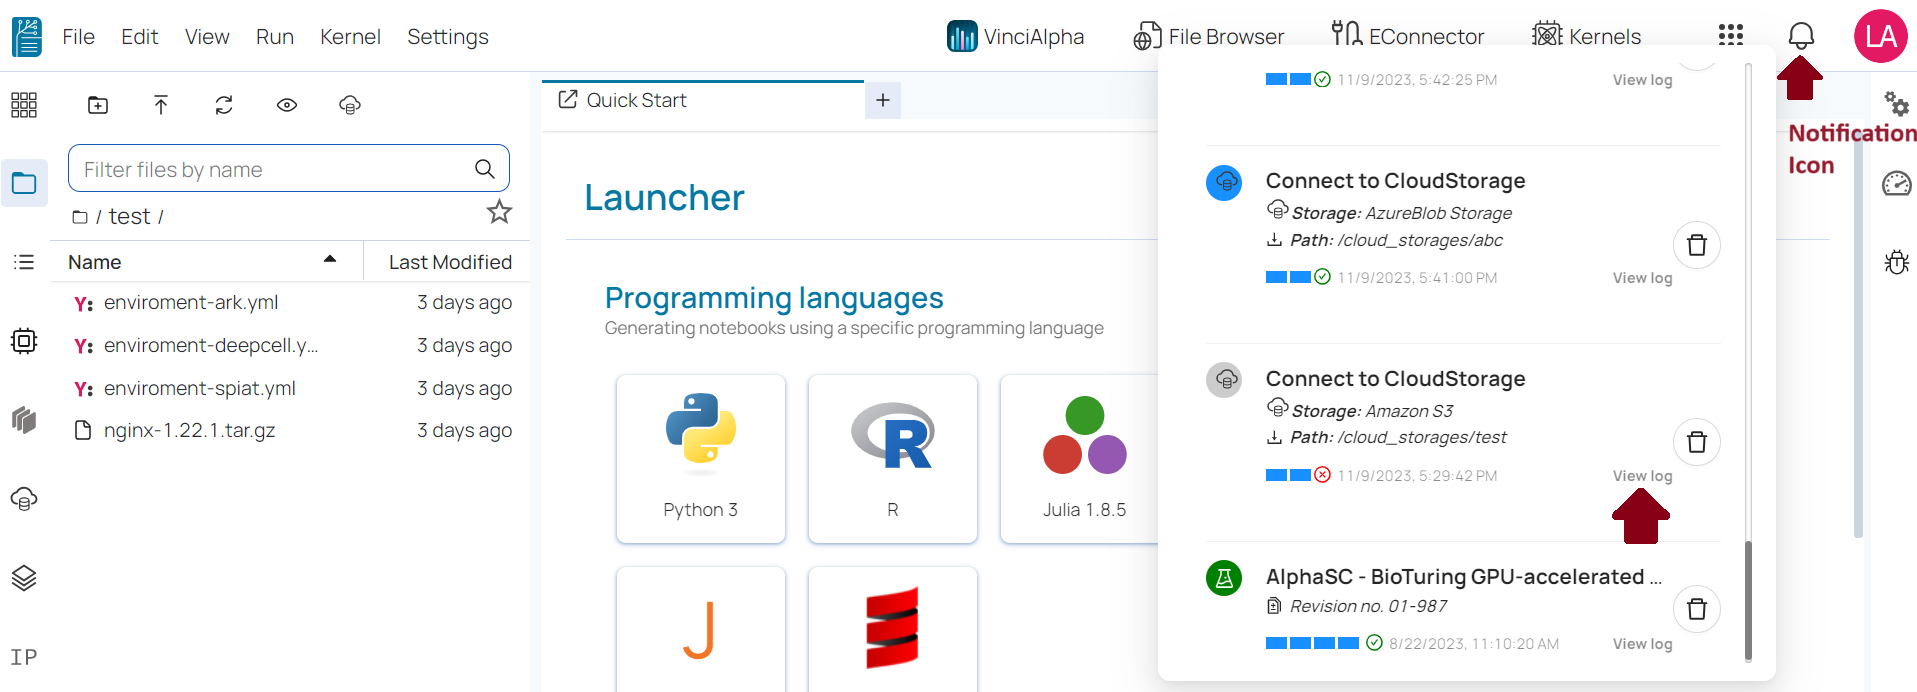 File Edit View Run Kernel Settings
VinciAlpha File Browser EConnector Kernels LA
Quick Start +
Notification
Icon
Filter files by name
/ test /
Name Last Modified
Y: enviroment-ark.yml 3 days ago
Y: enviroment-deepcell.y... 3 days ago
Y: enviroment-spiat.yml 3 days ago
nginx-1.22.1.tar.gz 3 days ago
IP
Launcher
Programming languages
Generating notebooks using a specific programming language
Python 3
R
Julia 1.8.5
J
11/9/2023, 5:42:25 PM View log
Connect to CloudStorage
Storage: AzureBlob Storage
Path: /cloud_storages/abc
11/9/2023, 5:41:00 PM View log
Connect to CloudStorage
Storage: Amazon S3
Path: /cloud_storages/test
11/9/2023, 5:29:42 PM View log
AlphaSC - BioTuring GPU-accelerated ...
Revision no. 01-987
8/22/2023, 11:10:20 AM View log